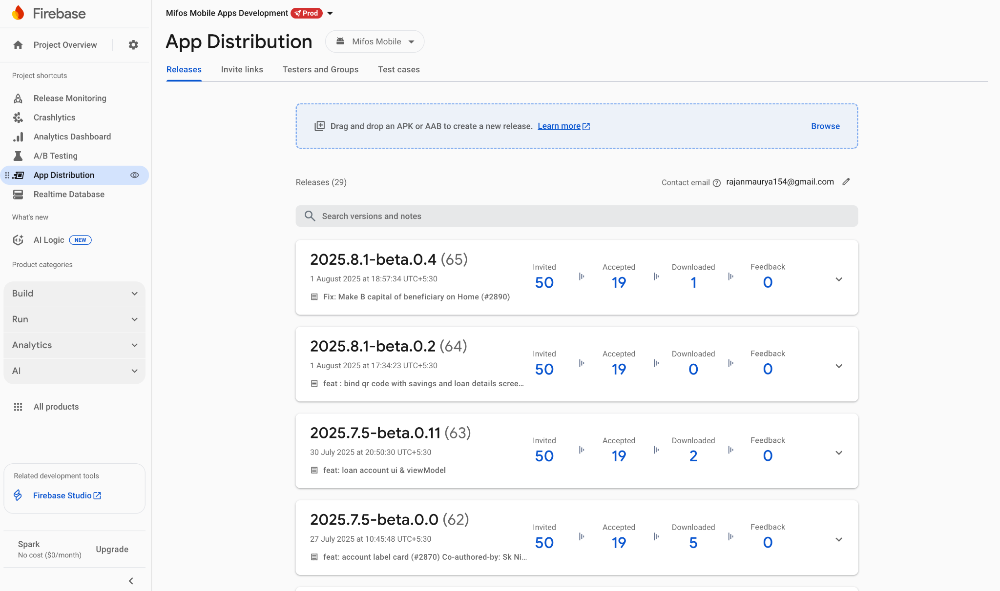 Firebase
Project Overview
Project shortcuts
Release Monitoring
Crashlytics
Analytics Dashboard
A/B Testing
App Distribution
Realtime Database
What's new
AI Logic NEW
Product categories
Build
Run
Analytics
AI
All products
Related development tools
Firebase Studio
Spark
No cost ($0/month)
Upgrade
Mifos Mobile Apps Development Prod
App Distribution Mifos Mobile
Releases Invite links Testers and Groups Test cases
Drag and drop an APK or AAB to create a new release. Learn more Browse
Releases (29) Contact email rajanmaurya154@gmail.com
Search versions and notes
2025.8.1-beta.0.4 (65)
1 August 2025 at 18:57:34 UTC+5:30
Fix: Make B capital of beneficiary on Home (#2890)
Invited Accepted Downloaded Feedback
50 19 1 0
2025.8.1-beta.0.2 (64)
1 August 2025 at 17:34:23 UTC+5:30
feat : bind qr code with savings and loan details scree…
Invited Accepted Downloaded Feedback
50 19 0 0
2025.7.5-beta.0.11 (63)
30 July 2025 at 20:50:30 UTC+5:30
feat: loan account ui & viewModel
Invited Accepted Downloaded Feedback
50 19 2 0
2025.7.5-beta.0.0 (62)
27 July 2025 at 10:45:48 UTC+5:30
feat: account label card (#2870) Co-authored-by: Sk Ni…
Invited Accepted Downloaded Feedback
50 19 5 0